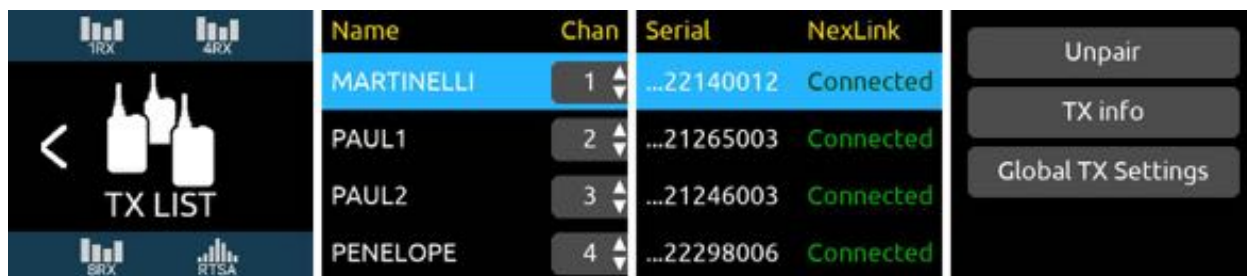 1RX 4RX
TX LIST
8RX RTSA
Name Chan Serial NexLink
MARTINELLI 1 ...22140012 Connected
PAUL1 2 ...21265003 Connected
PAUL2 3 ...21246003 Connected
PENELOPE 4 ...22298006 Connected
Unpair
TX info
Global TX Settings